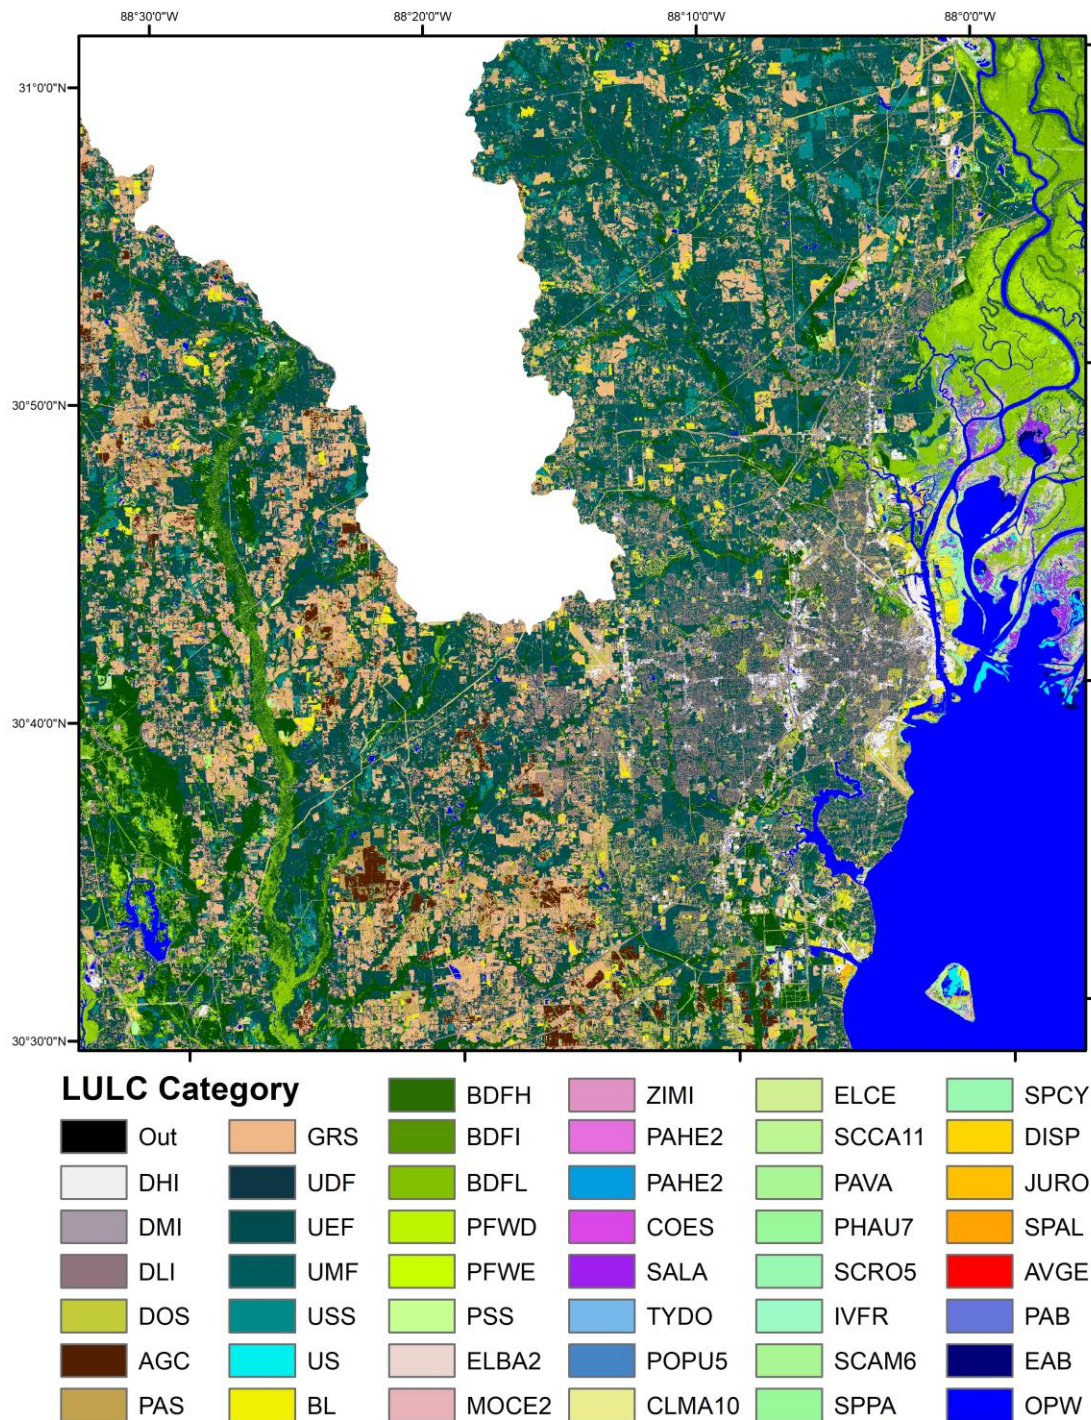 88°30'0"W 88°20'0"W 88°10'0"W 88°0'0"W
31°0'0"N
30°50'0"N
30°40'0"N
30°30'0"N
LULC Category
BDFH ZIMI ELCE SPCY
Out GRS BDFI PAHE2 SCCA11 DISP
DHI UDF BDFL PAHE2 PAVA JURO
DMI UEF PFWD COES PHAU7 SPAL
DLI UMF PFWE SALA SCRO5 AVGE
DOS USS PSS TYDO IVFR PAB
AGC US ELBA2 POPU5 SCAM6 EAB
PAS BL MOCE2 CLMA10 SPPA OPW